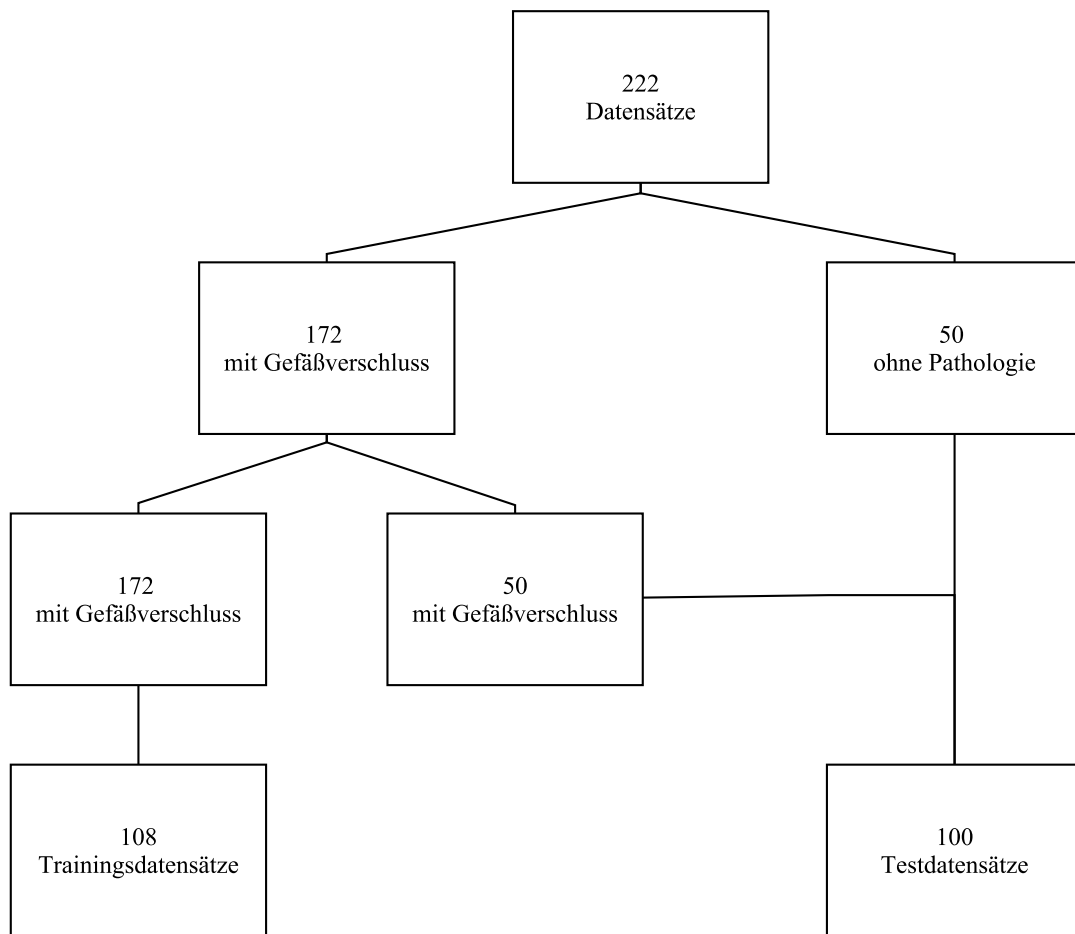 222
Datensätze
172
mit Gefäßverschluss
50
ohne Pathologie
172
mit Gefäßverschluss
50
mit Gefäßverschluss
108
Trainingsdatensätze
100
Testdatensätze